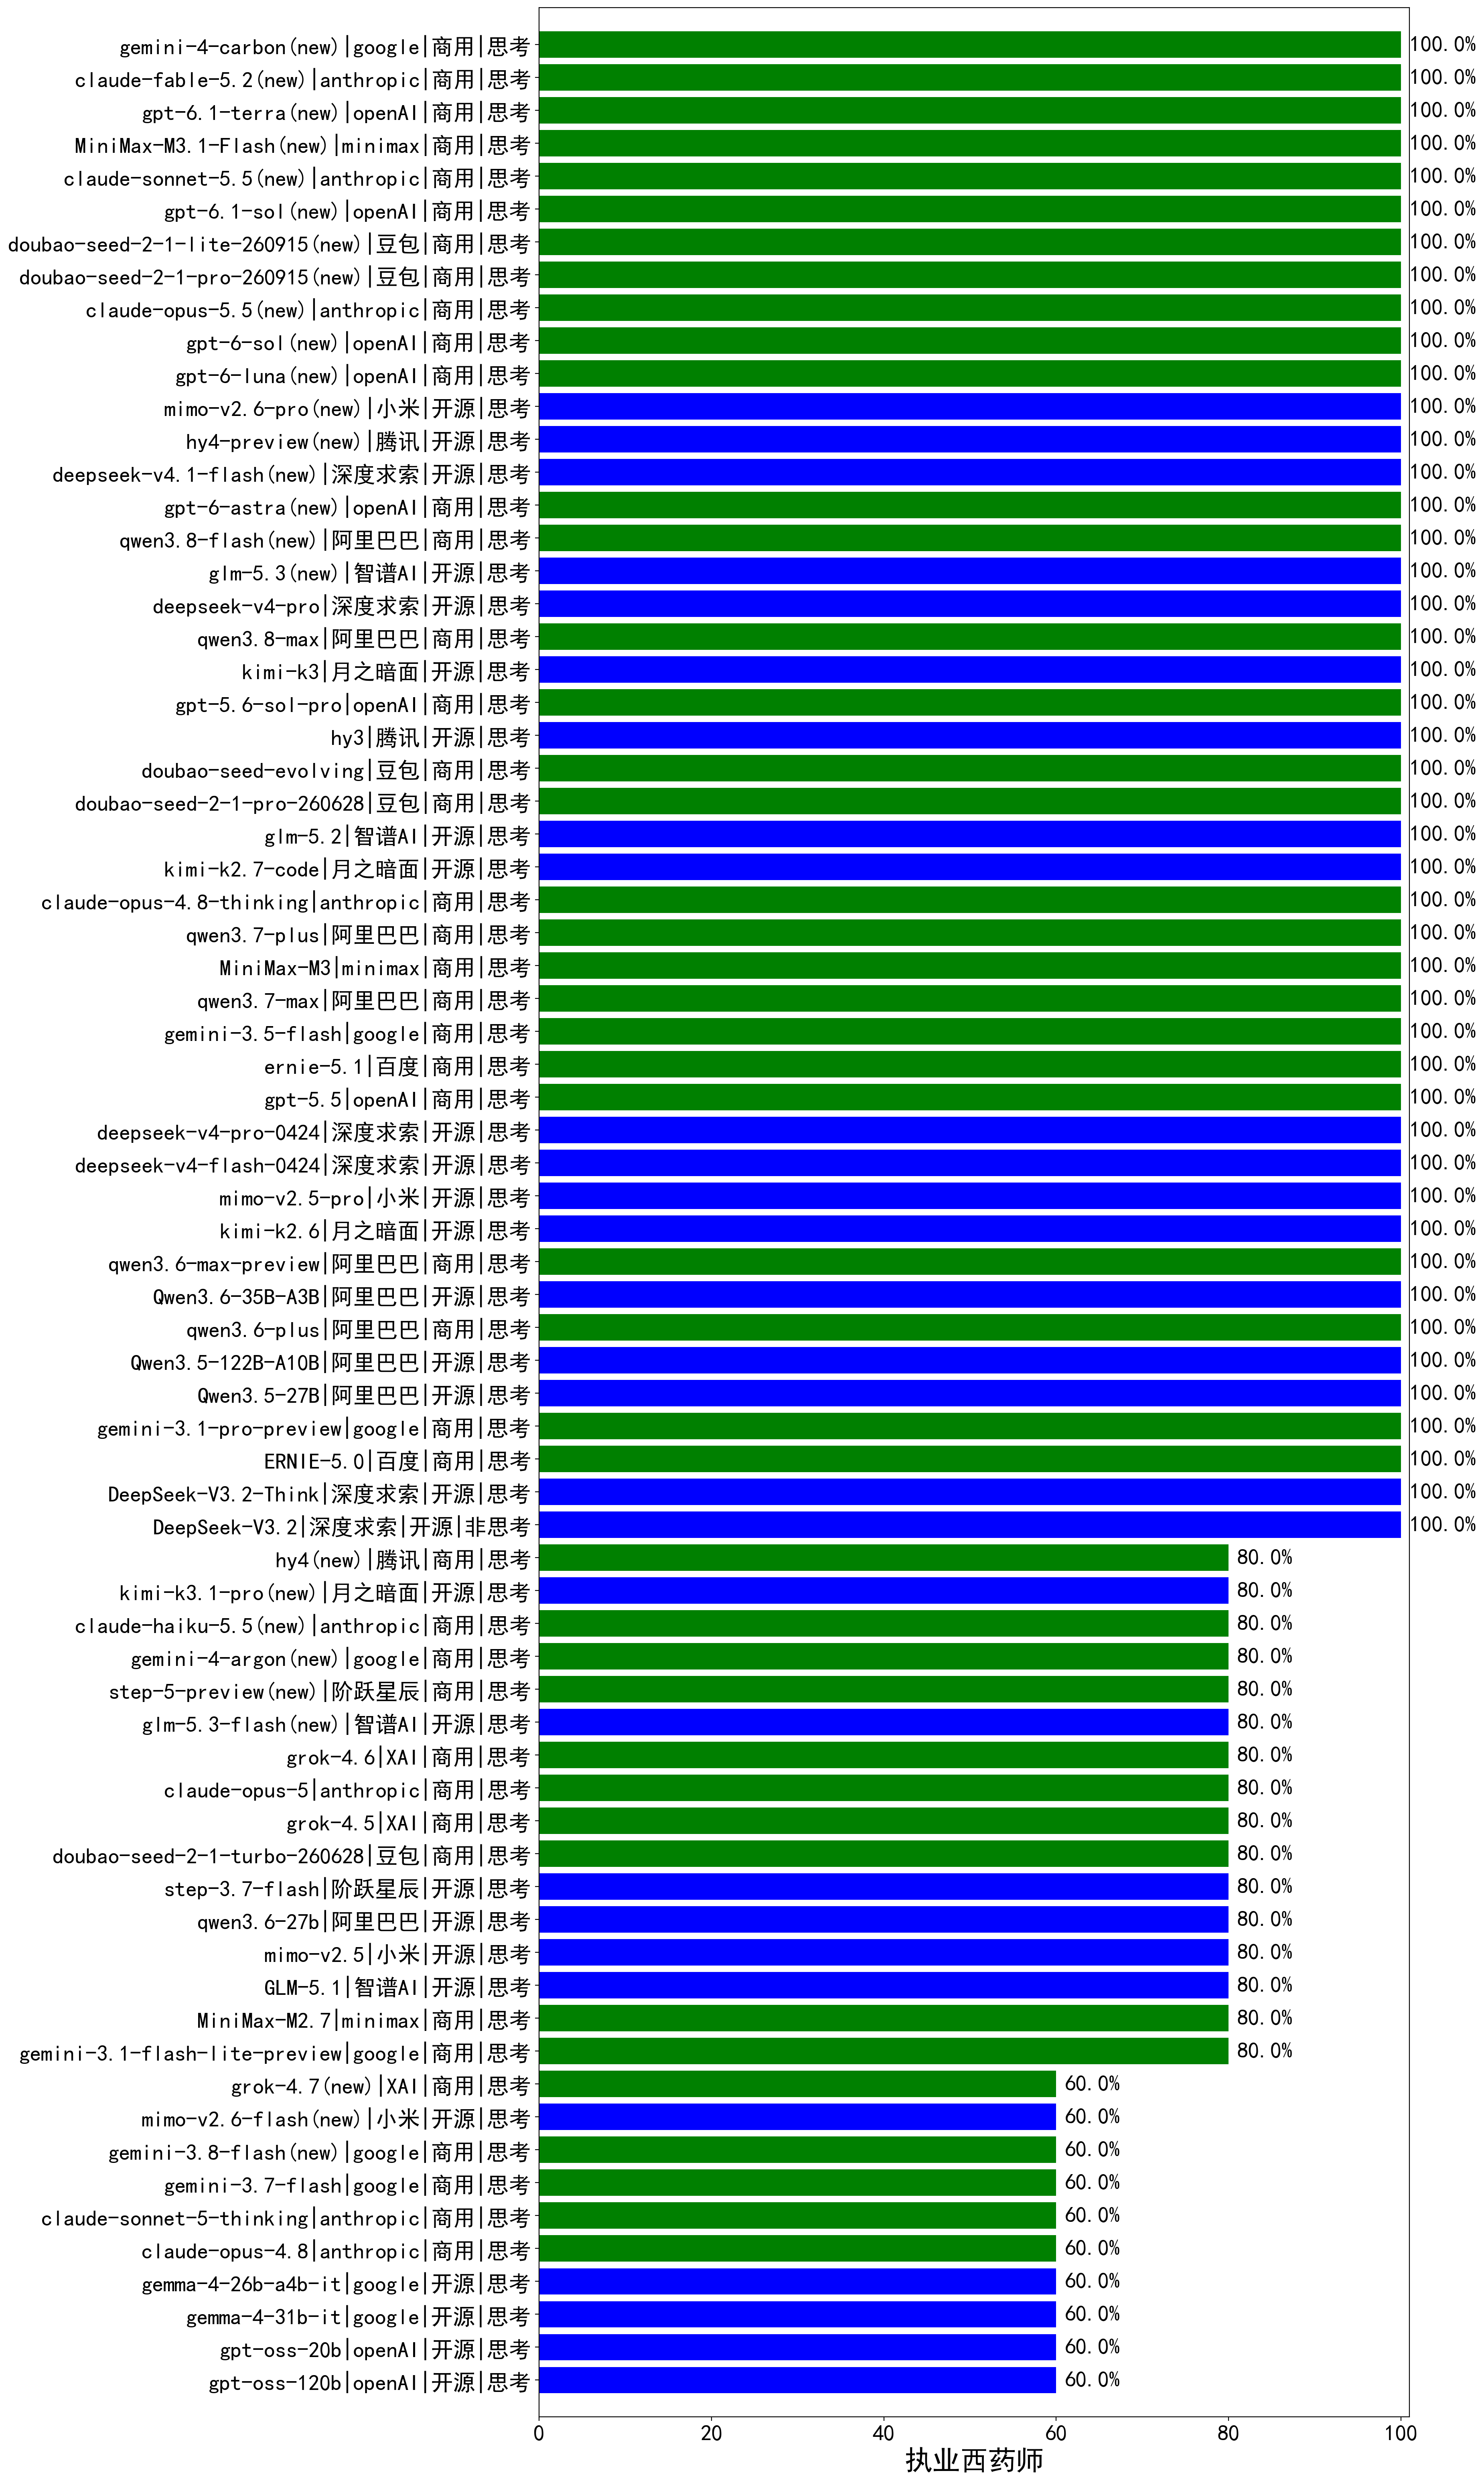 gemini-4-carbon(new)|google|商用|思考 100.0%
claude-fable-5.2(new)|anthropic|商用|思考 100.0%
gpt-6.1-terra(new)|openAI|商用|思考 100.0%
MiniMax-M3.1-Flash(new)|minimax|商用|思考 100.0%
claude-sonnet-5.5(new)|anthropic|商用|思考 100.0%
gpt-6.1-sol(new)|openAI|商用|思考 100.0%
doubao-seed-2-1-lite-260915(new)|豆包|商用|思考 100.0%
doubao-seed-2-1-pro-260915(new)|豆包|商用|思考 100.0%
claude-opus-5.5(new)|anthropic|商用|思考 100.0%
gpt-6-sol(new)|openAI|商用|思考 100.0%
gpt-6-luna(new)|openAI|商用|思考 100.0%
mimo-v2.6-pro(new)|小米|开源|思考 100.0%
hy4-preview(new)|腾讯|开源|思考 100.0%
deepseek-v4.1-flash(new)|深度求索|开源|思考 100.0%
gpt-6-astra(new)|openAI|商用|思考 100.0%
qwen3.8-flash(new)|阿里巴巴|商用|思考 100.0%
glm-5.3(new)|智谱AI|开源|思考 100.0%
deepseek-v4-pro|深度求索|开源|思考 100.0%
qwen3.8-max|阿里巴巴|商用|思考 100.0%
kimi-k3|月之暗面|开源|思考 100.0%
gpt-5.6-sol-pro|openAI|商用|思考 100.0%
hy3|腾讯|开源|思考 100.0%
doubao-seed-evolving|豆包|商用|思考 100.0%
doubao-seed-2-1-pro-260628|豆包|商用|思考 100.0%
glm-5.2|智谱AI|开源|思考 100.0%
kimi-k2.7-code|月之暗面|开源|思考 100.0%
claude-opus-4.8-thinking|anthropic|商用|思考 100.0%
qwen3.7-plus|阿里巴巴|商用|思考 100.0%
MiniMax-M3|minimax|商用|思考 100.0%
qwen3.7-max|阿里巴巴|商用|思考 100.0%
gemini-3.5-flash|google|商用|思考 100.0%
ernie-5.1|百度|商用|思考 100.0%
gpt-5.5|openAI|商用|思考 100.0%
deepseek-v4-pro-0424|深度求索|开源|思考 100.0%
deepseek-v4-flash-0424|深度求索|开源|思考 100.0%
mimo-v2.5-pro|小米|开源|思考 100.0%
kimi-k2.6|月之暗面|开源|思考 100.0%
qwen3.6-max-preview|阿里巴巴|商用|思考 100.0%
Qwen3.6-35B-A3B|阿里巴巴|开源|思考 100.0%
qwen3.6-plus|阿里巴巴|商用|思考 100.0%
Qwen3.5-122B-A10B|阿里巴巴|开源|思考 100.0%
Qwen3.5-27B|阿里巴巴|开源|思考 100.0%
gemini-3.1-pro-preview|google|商用|思考 100.0%
ERNIE-5.0|百度|商用|思考 100.0%
DeepSeek-V3.2-Think|深度求索|开源|思考 100.0%
DeepSeek-V3.2|深度求索|开源|非思考 100.0%
hy4(new)|腾讯|商用|思考 80.0%
kimi-k3.1-pro(new)|月之暗面|开源|思考 80.0%
claude-haiku-5.5(new)|anthropic|商用|思考 80.0%
gemini-4-argon(new)|google|商用|思考 80.0%
step-5-preview(new)|阶跃星辰|商用|思考 80.0%
glm-5.3-flash(new)|智谱AI|开源|思考 80.0%
grok-4.6|XAI|商用|思考 80.0%
claude-opus-5|anthropic|商用|思考 80.0%
grok-4.5|XAI|商用|思考 80.0%
doubao-seed-2-1-turbo-260628|豆包|商用|思考 80.0%
step-3.7-flash|阶跃星辰|开源|思考 80.0%
qwen3.6-27b|阿里巴巴|开源|思考 80.0%
mimo-v2.5|小米|开源|思考 80.0%
GLM-5.1|智谱AI|开源|思考 80.0%
MiniMax-M2.7|minimax|商用|思考 80.0%
gemini-3.1-flash-lite-preview|google|商用|思考 80.0%
grok-4.7(new)|XAI|商用|思考 60.0%
mimo-v2.6-flash(new)|小米|开源|思考 60.0%
gemini-3.8-flash(new)|google|商用|思考 60.0%
gemini-3.7-flash|google|商用|思考 60.0%
claude-sonnet-5-thinking|anthropic|商用|思考 60.0%
claude-opus-4.8|anthropic|商用|思考 60.0%
gemma-4-26b-a4b-it|google|开源|思考 60.0%
gemma-4-31b-it|google|开源|思考 60.0%
gpt-oss-20b|openAI|开源|思考 60.0%
gpt-oss-120b|openAI|开源|思考 60.0%
0 20 40 60 80 100
执业西药师